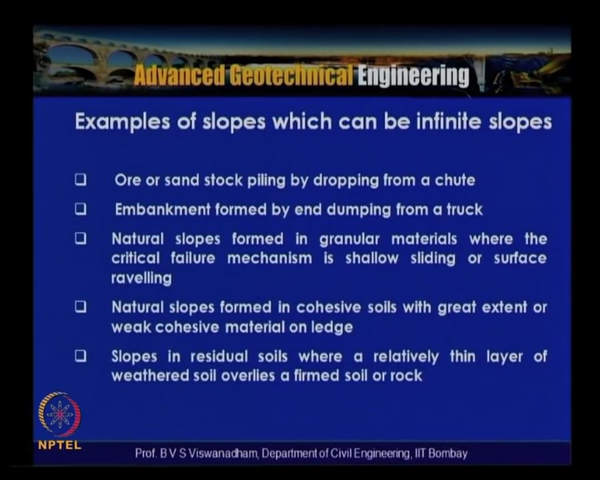 Advanced Geotechnical Engineering
Examples of slopes which can be infinite slopes
Ore or sand stock piling by dropping from a chute
Embankment formed by end dumping from a truck
Natural slopes formed in granular materials where the
critical failure mechanism is shallow sliding or surface
ravelling
Natural slopes formed in cohesive soils with great extent or
weak cohesive material on ledge
Slopes in residual soils where a relatively thin layer of
weathered soil overlies a firmed soil or rock
NPTEL
Prof. B V S Viswanadham, Department of Civil Engineering, IIT Bombay